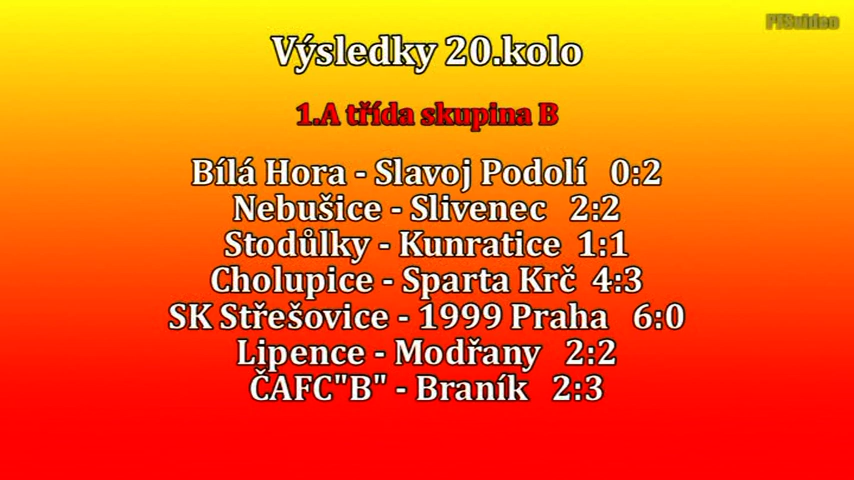 PFSvideo
Výsledky 20.kolo
1.A třída skupina B
Bílá Hora - Slavoj Podolí 0:2
Nebušice - Slivenec 2:2
Stodůlky - Kunratice 1:1
Cholupice - Sparta Krč 4:3
SK Střešovice - 1999 Praha 6:0
Lipence - Modřany 2:2
ČAFC"B" - Braník 2:3